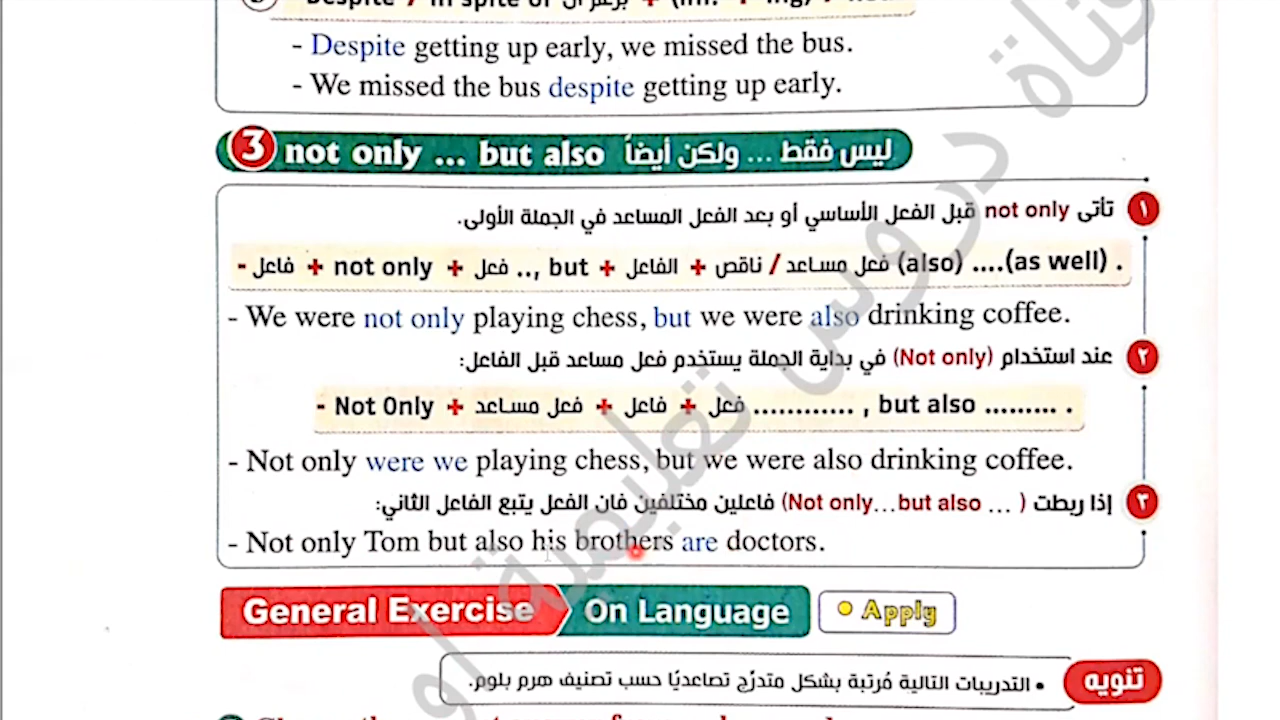 - Despite getting up early, we missed the bus.
- We missed the bus despite getting up early.
3 not only ... but also ليس فقط ... ولكن أيضاً
١ تأتى not only قبل الفعل الأساسي أو بعد الفعل المساعد في الجملة الأولى.
- فاعل + not only + فعل .., but + الفاعل + فعل مساعد / ناقص (also) ....(as well) .
- We were not only playing chess, but we were also drinking coffee.
٢ عند استخدام (Not only) في بداية الجملة يستخدم فعل مساعد قبل الفاعل:
- Not Only + فعل مساعد + فاعل + فعل ............ , but also ......... .
- Not only were we playing chess, but we were also drinking coffee.
٣ إذا ربطت ( ... Not only...but also) فاعلين مختلفين فان الفعل يتبع الفاعل الثاني:
- Not only Tom but also his brothers are doctors.
General Exercise On Language • Apply
تنويه • التدريبات التالية مُرتبة بشكل متدرِّج تصاعديًا حسب تصنيف هرم بلوم.